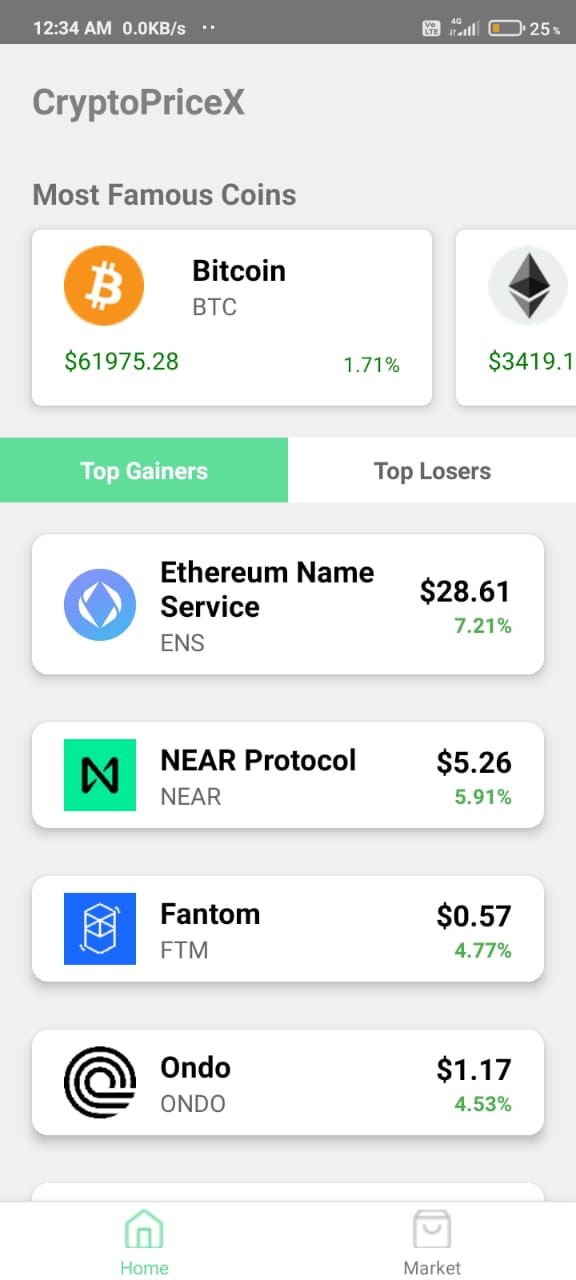 12:34 AM 0.0KB/s ··
Vo LTE 4G 25%
CryptoPriceX
Most Famous Coins
Bitcoin
BTC
$61975.28 1.71%
$3419.1
Top Gainers Top Losers
Ethereum Name
Service
ENS
$28.61
7.21%
NEAR Protocol
NEAR
$5.26
5.91%
Fantom
FTM
$0.57
4.77%
Ondo
ONDO
$1.17
4.53%
Home Market